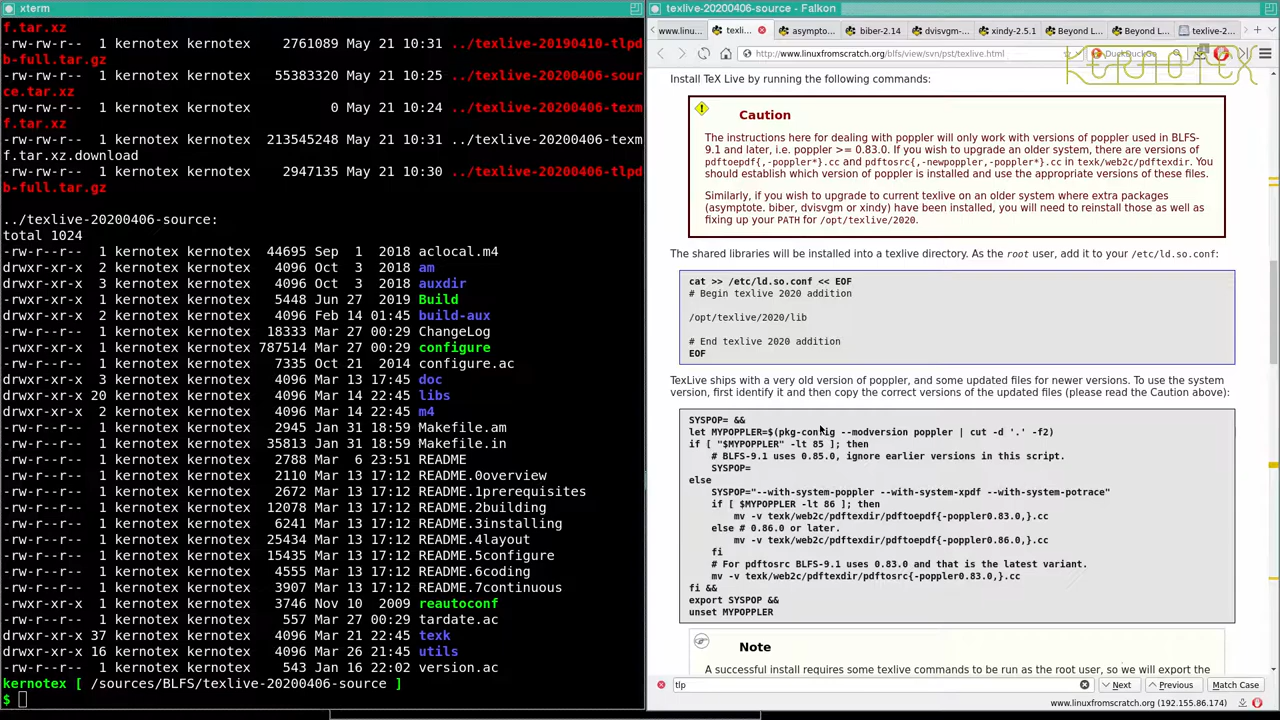 xterm
f.tar.xz
-rw-rw-r-- 1 kernotex kernotex 2761089 May 21 10:31 ../texlive-20190410-tlpd
b-full.tar.gz
-rw-rw-r-- 1 kernotex kernotex 55383320 May 21 10:25 ../texlive-20200406-sour
ce.tar.xz
-rw-rw-r-- 1 kernotex kernotex 0 May 21 10:24 ../texlive-20200406-texm
f.tar.xz
-rw-rw-r-- 1 kernotex kernotex 213545248 May 21 10:31 ../texlive-20200406-texm
f.tar.xz.download
-rw-rw-r-- 1 kernotex kernotex 2947135 May 21 10:30 ../texlive-20200406-tlpd
b-full.tar.gz
../texlive-20200406-source:
total 1024
-rw-r--r-- 1 kernotex kernotex 44695 Sep 1 2018 aclocal.m4
drwxr-xr-x 2 kernotex kernotex 4096 Oct 3 2018 am
drwxr-xr-x 3 kernotex kernotex 4096 Oct 3 2018 auxdir
-rwxr-xr-x 1 kernotex kernotex 5448 Jun 27 2019 Build
drwxr-xr-x 2 kernotex kernotex 4096 Feb 14 01:45 build-aux
-rw-r--r-- 1 kernotex kernotex 18333 Mar 27 00:29 ChangeLog
-rwxr-xr-x 1 kernotex kernotex 787514 Mar 27 00:29 configure
-rw-r--r-- 1 kernotex kernotex 7335 Oct 21 2014 configure.ac
drwxr-xr-x 3 kernotex kernotex 4096 Mar 13 17:45 doc
drwxr-xr-x 20 kernotex kernotex 4096 Mar 14 22:45 libs
drwxr-xr-x 2 kernotex kernotex 4096 Mar 14 22:45 m4
-rw-r--r-- 1 kernotex kernotex 2945 Jan 31 18:59 Makefile.am
-rw-r--r-- 1 kernotex kernotex 35813 Jan 31 18:59 Makefile.in
-rw-r--r-- 1 kernotex kernotex 2788 Mar 6 23:51 README
-rw-r--r-- 1 kernotex kernotex 2110 Mar 13 17:12 README.0overview
-rw-r--r-- 1 kernotex kernotex 2672 Mar 13 17:12 README.1prerequisites
-rw-r--r-- 1 kernotex kernotex 12078 Mar 13 17:12 README.2building
-rw-r--r-- 1 kernotex kernotex 6241 Mar 13 17:12 README.3installing
-rw-r--r-- 1 kernotex kernotex 25434 Mar 13 17:12 README.4layout
-rw-r--r-- 1 kernotex kernotex 15435 Mar 13 17:12 README.5configure
-rw-r--r-- 1 kernotex kernotex 4555 Mar 13 17:12 README.6coding
-rw-r--r-- 1 kernotex kernotex 3907 Mar 13 17:12 README.7continuous
-rwxr-xr-x 1 kernotex kernotex 3746 Nov 10 2009 reautoconf
-rw-r--r-- 1 kernotex kernotex 557 Mar 27 00:29 tardate.ac
drwxr-xr-x 37 kernotex kernotex 4096 Mar 21 22:45 texk
drwxr-xr-x 16 kernotex kernotex 4096 Mar 26 21:45 utils
-rw-r--r-- 1 kernotex kernotex 543 Jan 16 22:02 version.ac
kernotex [ /sources/BLFS/texlive-20200406-source ]
$
texlive-20200406-source - Falkon
www.linu... texli... asympto... biber-2.14 dvisvgm-... xindy-2.5.1 Beyond L... Beyond L... texlive-2...
http://www.linuxfromscratch.org/blfs/view/svn/pst/texlive.html
DuckDuckGo
KERNOTEX
Install TeX Live by running the following commands:
Caution
The instructions here for dealing with poppler will only work with versions of poppler used in BLFS-
9.1 and later, i.e. poppler >= 0.83.0. If you wish to upgrade an older system, there are versions of
pdftoepdf{,-poppler*}.cc and pdftosrc{,-newpoppler,-poppler*}.cc in texk/web2c/pdftexdir. You
should establish which version of poppler is installed and use the appropriate versions of these files.
Similarly, if you wish to upgrade to current texlive on an older system where extra packages
(asymptote. biber, dvisvgm or xindy) have been installed, you will need to reinstall those as well as
fixing up your PATH for /opt/texlive/2020.
The shared libraries will be installed into a texlive directory. As the root user, add it to your /etc/ld.so.conf:
cat >> /etc/ld.so.conf << EOF
# Begin texlive 2020 addition
/opt/texlive/2020/lib
# End texlive 2020 addition
EOF
TexLive ships with a very old version of poppler, and some updated files for newer versions. To use the system
version, first identify it and then copy the correct versions of the updated files (please read the Caution above):
SYSPOP= &&
let MYPOPPLER=$(pkg-config --modversion poppler | cut -d '.' -f2)
if [ "$MYPOPPLER" -lt 85 ]; then
# BLFS-9.1 uses 0.85.0, ignore earlier versions in this script.
SYSPOP=
else
SYSPOP="--with-system-poppler --with-system-xpdf --with-system-potrace"
if [ $MYPOPPLER -lt 86 ]; then
mv -v texk/web2c/pdftexdir/pdftoepdf{-poppler0.83.0,}.cc
else # 0.86.0 or later.
mv -v texk/web2c/pdftexdir/pdftoepdf{-poppler0.86.0,}.cc
fi
# For pdftosrc BLFS-9.1 uses 0.83.0 and that is the latest variant.
mv -v texk/web2c/pdftexdir/pdftosrc{-poppler0.83.0,}.cc
fi &&
export SYSPOP &&
unset MYPOPPLER
Note
A successful install requires some texlive commands to be run as the root user, so we will export the
tlp
Next
Previous
Match Case
www.linuxfromscratch.org (192.155.86.174)